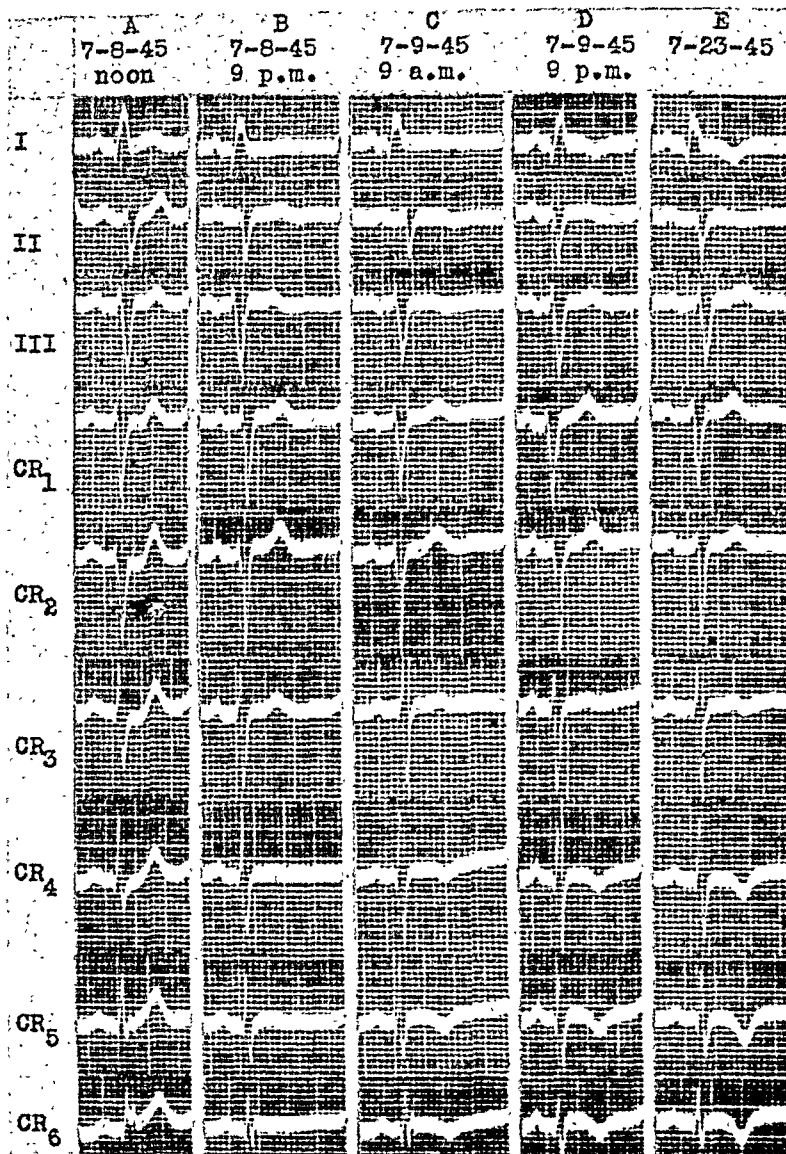 A B C D E
7-8-45 7-8-45 7-9-45 7-9-45 7-23-45
noon 9 p.m. 9 a.m. 9 p.m.
I
II
III
CR1
CR2
CR3
CR4
CR5
CR6